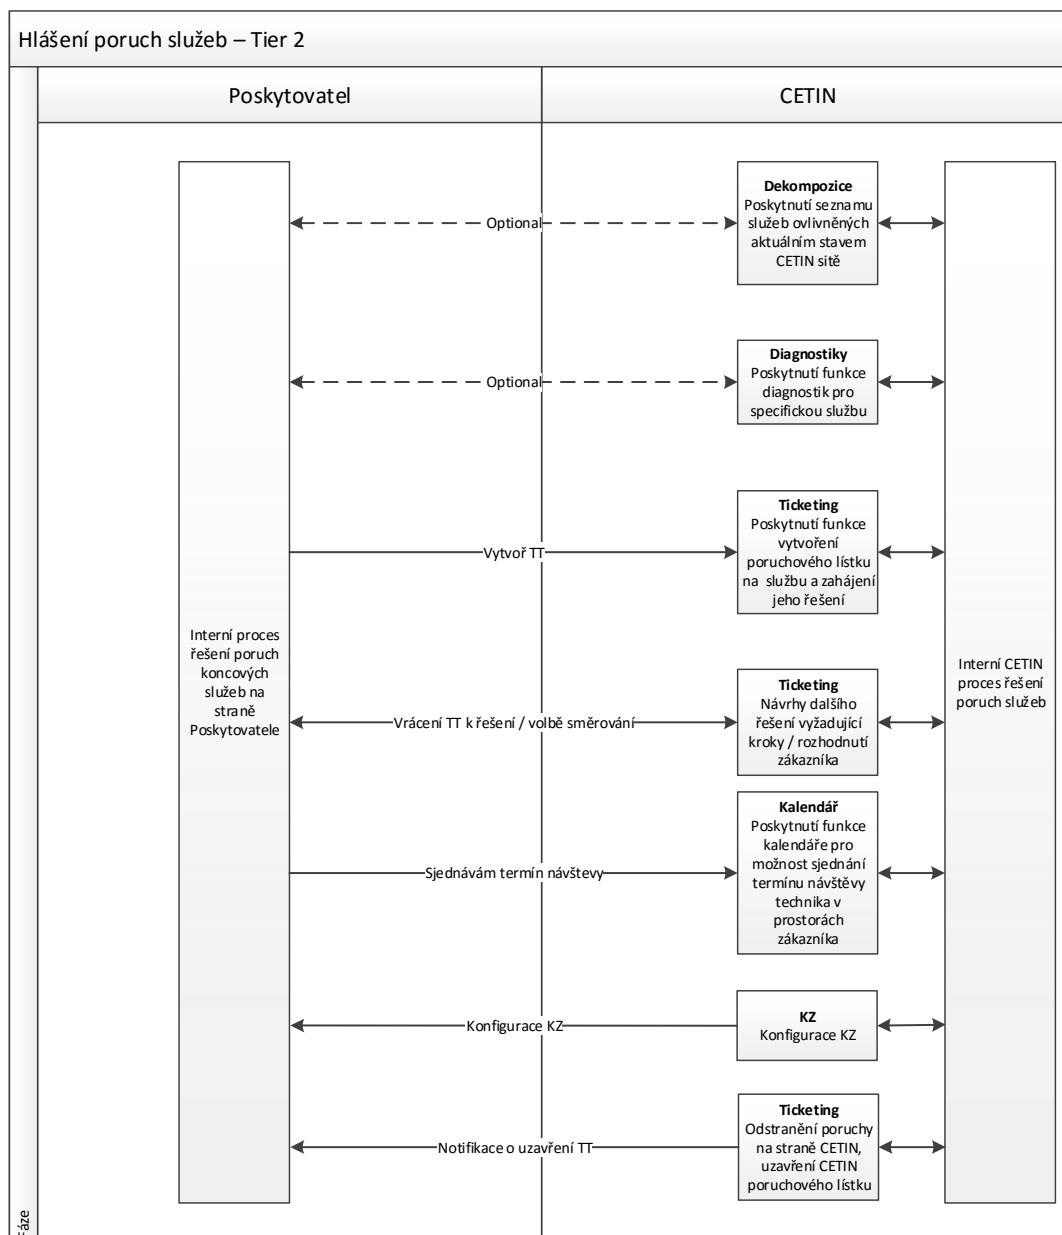 Hlášení poruch služeb – Tier 2
Poskytovatel
CETIN
Dekompozice
Poskytnutí seznamu
služeb ovlivněných
aktuálním stavem
CETIN sítě
Optional
Diagnostiky
Poskytnutí funkce
diagnostik pro
specifickou službu
Optional
Ticketing
Poskytnutí funkce
vytvoření
poruchového lístku
na službu a zahájení
jeho řešení
Vytvoř TT
Interní proces
řešení poruch
koncových
služeb na
straně
Poskytovatele
Interní CETIN
proces řešení
poruch služeb
Ticketing
Návrhy dalšího
řešení vyžadující
kroky / rozhodnutí
zákazníka
Vrácení TT k řešení / volbě směrování
Kalendář
Poskytnutí funkce
kalendáře pro
možnost sjednání
termínu návštěvy
technika v
prostorách
zákazníka
Sjednávám termín návštevy
KZ
Konfigurace KZ
Konfigurace KZ
Ticketing
Odstranění poruchy
na straně CETIN,
uzavření CETIN
poruchového lístku
Notifikace o uzavření TT
Fáze